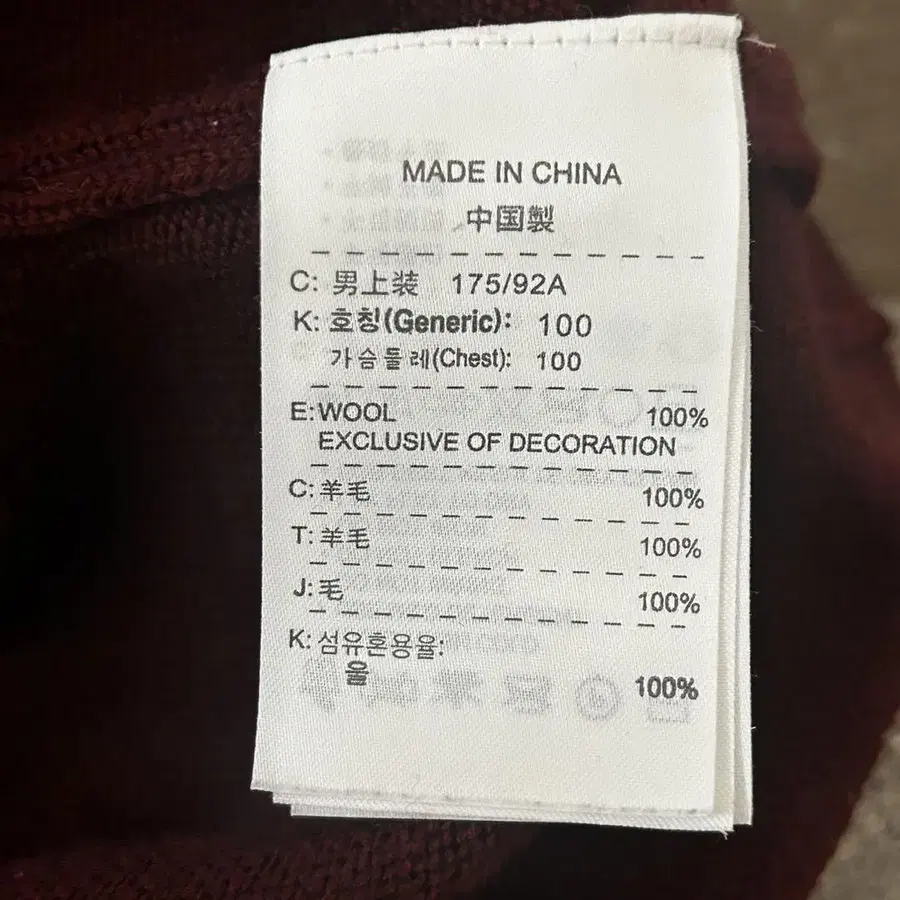 MADE IN CHINA
中国製
C: 男上装 175/92A
K: 호칭(Generic): 100
가슴둘레(Chest): 100
E: WOOL 100%
EXCLUSIVE OF DECORATION
C: 羊毛 100%
T: 羊毛 100%
J: 毛 100%
K: 섬유혼용율:
울 100%